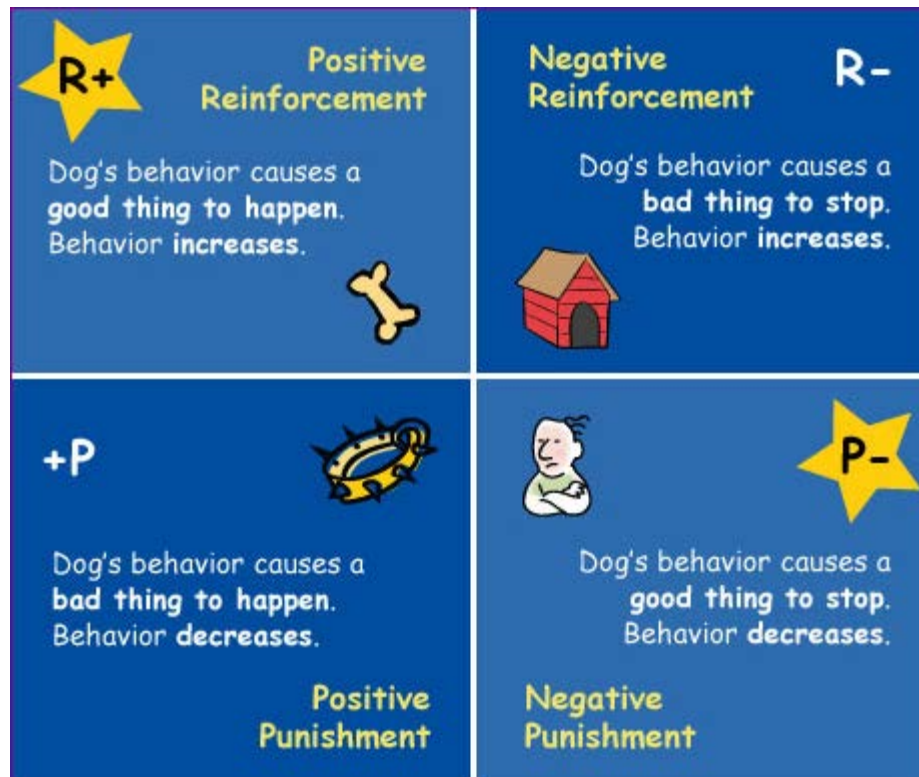 R+
Positive
Reinforcement
Dog's behavior causes a
good thing to happen.
Behavior increases.
Negative
Reinforcement
R-
Dog's behavior causes a
bad thing to stop.
Behavior increases.
+P
Dog's behavior causes a
bad thing to happen.
Behavior decreases.
Positive
Punishment
P-
Dog's behavior causes a
good thing to stop.
Behavior decreases.
Negative
Punishment